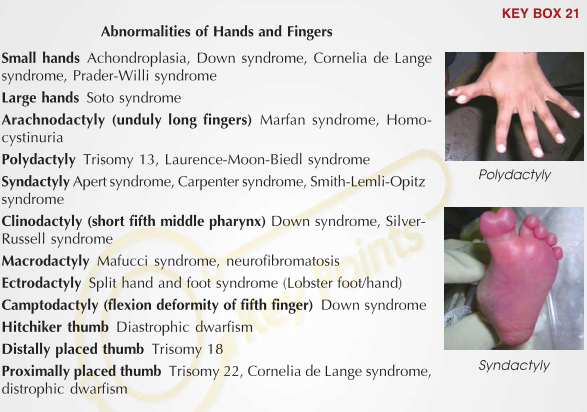 KEY BOX 21
Abnormalities of Hands and Fingers
Small hands Achondroplasia, Down syndrome, Cornelia de Lange
syndrome, Prader-Willi syndrome
Large hands Soto syndrome
Arachnodactyly (unduly long fingers) Marfan syndrome, Homo-
cystinuria
Polydactyly Trisomy 13, Laurence-Moon-Biedl syndrome
Syndactyly Apert syndrome, Carpenter syndrome, Smith-Lemli-Opitz
syndrome
Clinodactyly (short fifth middle pharynx) Down syndrome, Silver-
Russell syndrome
Macrodactyly Mafucci syndrome, neurofibromatosis
Ectrodactyly Split hand and foot syndrome (Lobster foot/hand)
Camptodactyly (flexion deformity of fifth finger) Down syndrome
Hitchiker thumb Diastrophic dwarfism
Distally placed thumb Trisomy 18
Proximally placed thumb Trisomy 22, Cornelia de Lange syndrome,
distrophic dwarfism
Polydactyly
Syndactyly
Key Points